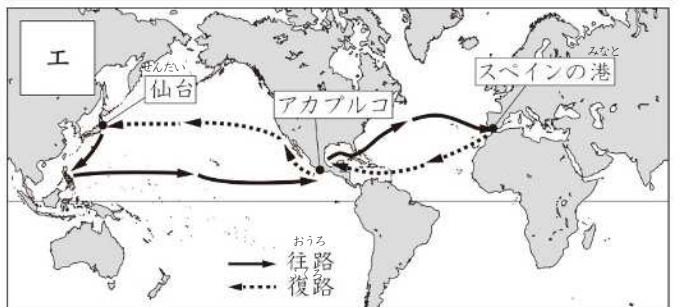 エ
せんだい
仙台
アカプルコ
みなと
スペインの港
おうろ
往路
ふくろ
復路